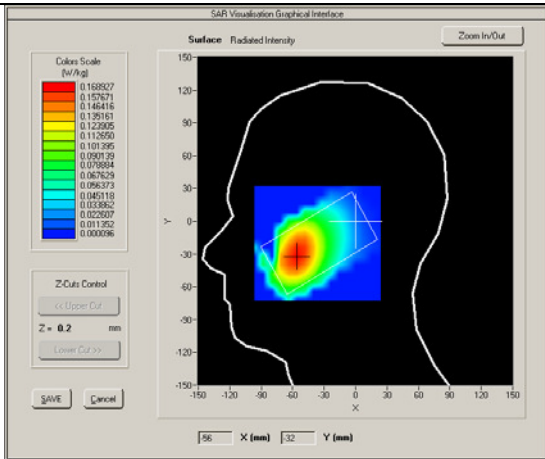 SAR Visualisation Graphical Interface
Surface Radiated Intensity
Zoom In/Out
Colors Scale
(W/kg)
0.168927
0.157671
0.146416
0.135161
0.123905
0.112650
0.101395
0.090139
0.078884
0.067629
0.056373
0.045118
0.033862
0.022607
0.011352
0.000096
Z-Cuts Control
<< Upper Cut
Z = 0.2 mm
Lower Cut >>
SAVE
Cancel
150
120
90
60
30
0
-30
-60
-90
-120
-150
Y
-150 -120 -90 -60 -30 0 30 60 90 120 150
X
-56 X (mm) -32 Y (mm)